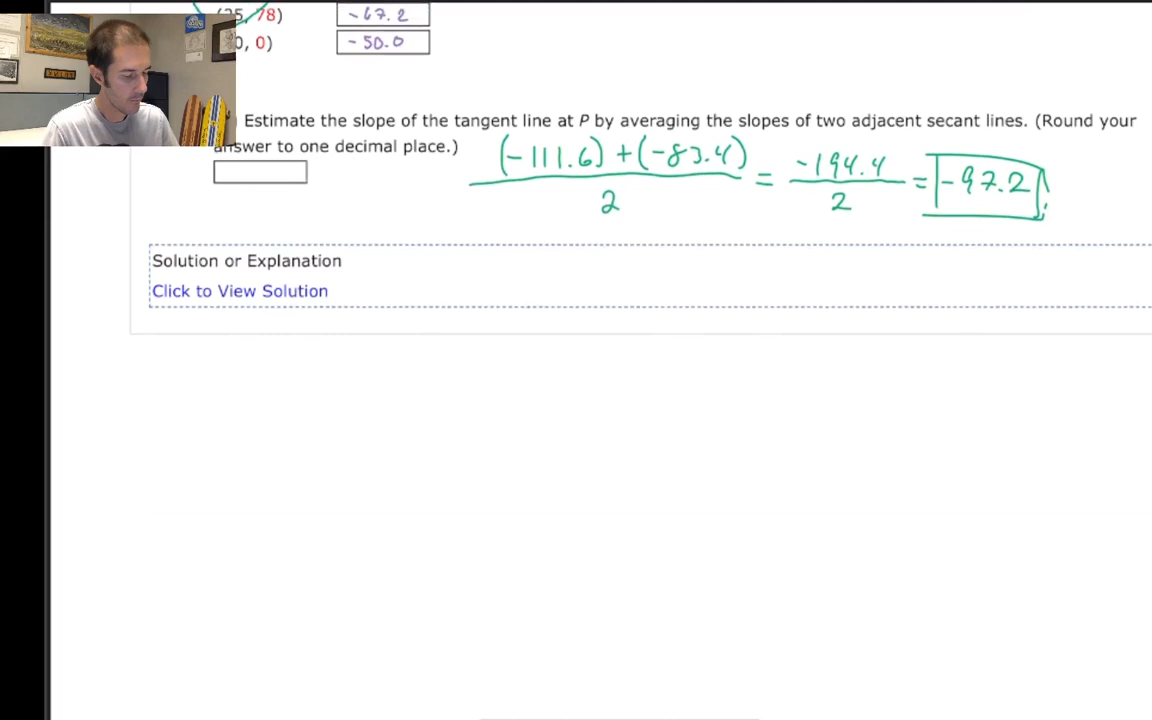 25, 78)
-67.2
0, 0)
-50.0
Estimate the slope of the tangent line at P by averaging the slopes of two adjacent secant lines. (Round your
answer to one decimal place.)
(-111.6) + (-83.4)
2
=
-194.4
2
= -97.2
Solution or Explanation
Click to View Solution